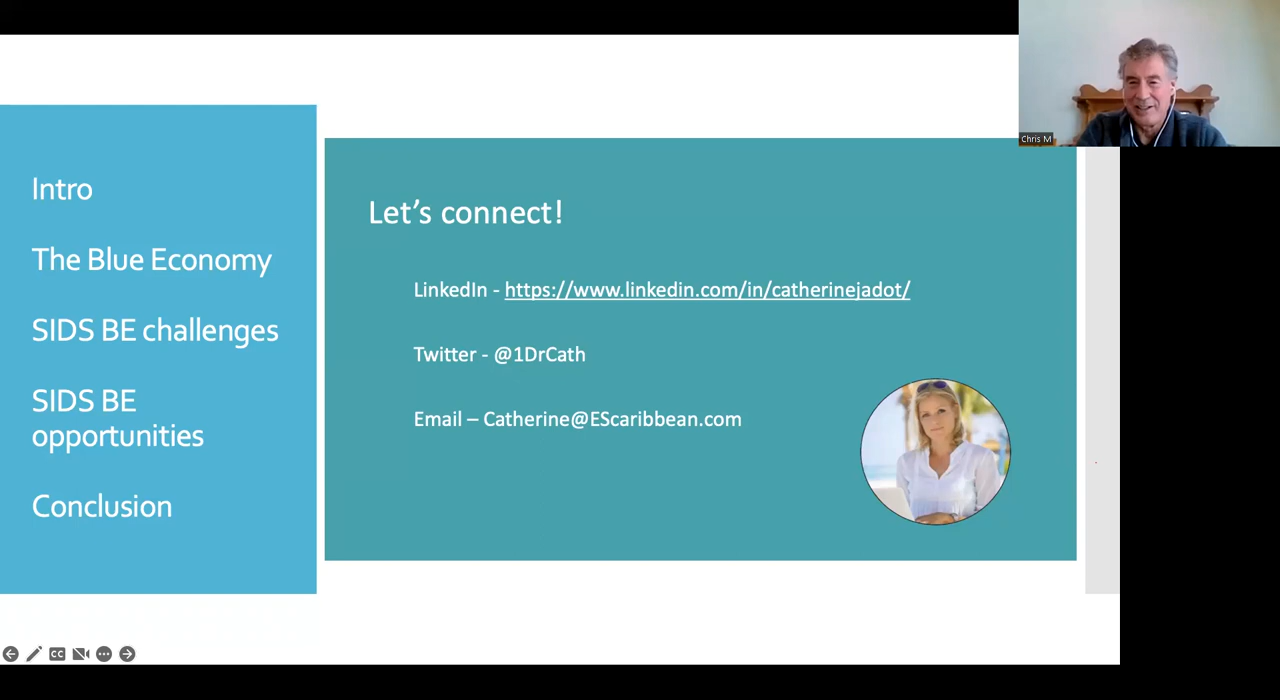 Intro
The Blue Economy
SIDS BE challenges
SIDS BE
opportunities
Conclusion
Let’s connect!
LinkedIn - https://www.linkedin.com/in/catherinejadot/
Twitter - @1DrCath
Email – Catherine@EScaribbean.com
Chris M
CC